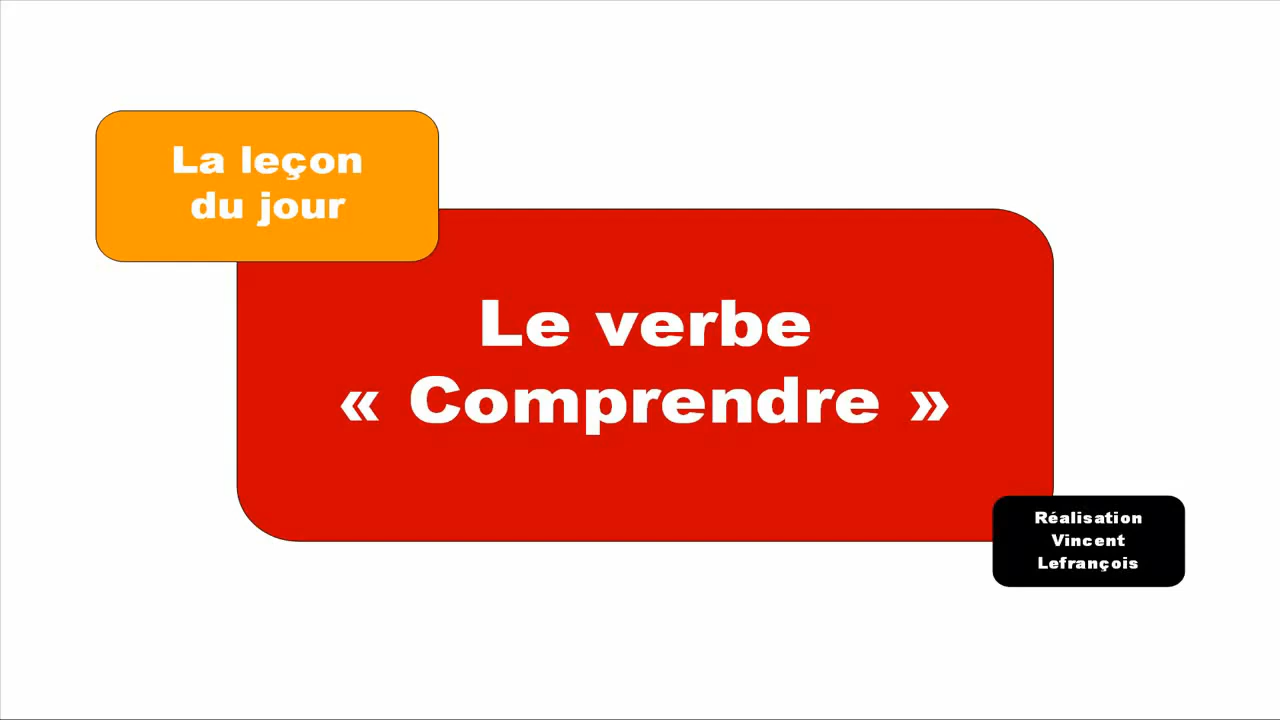 La leçon
du jour
Le verbe
« Comprendre »
Réalisation
Vincent
Lefrançois